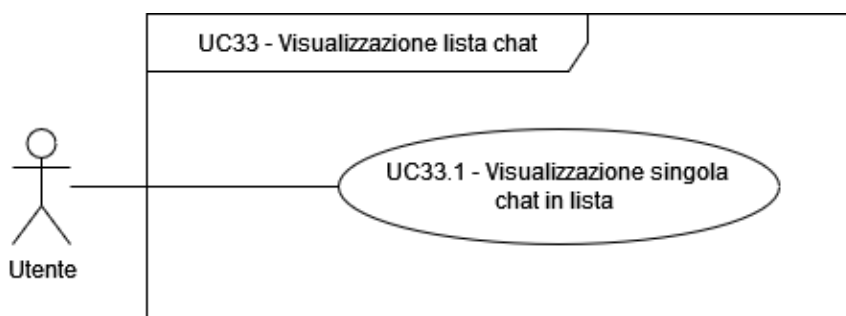 UC33 - Visualizzazione lista chat
UC33.1 - Visualizzazione singola
chat in lista
Utente